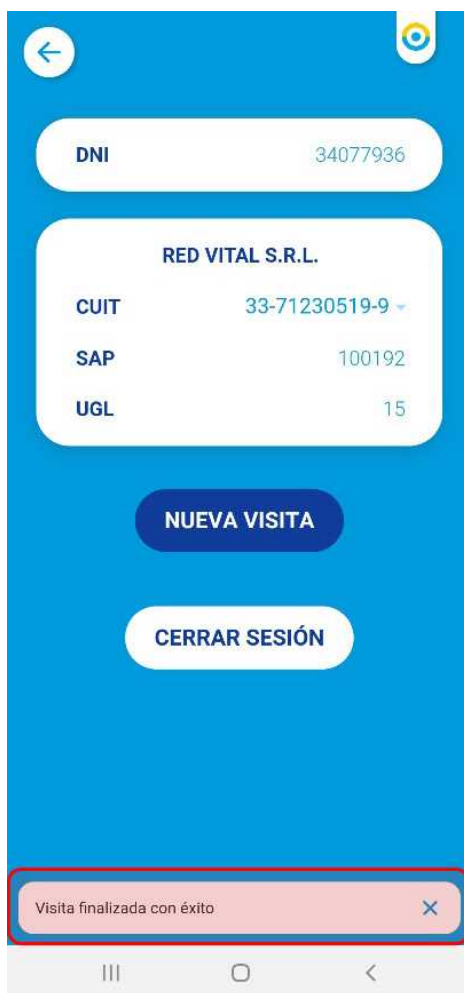 DNI 34077936
RED VITAL S.R.L.
CUIT 33-71230519-9
SAP 100192
UGL 15
NUEVA VISITA
CERRAR SESIÓN
Visita finalizada con éxito